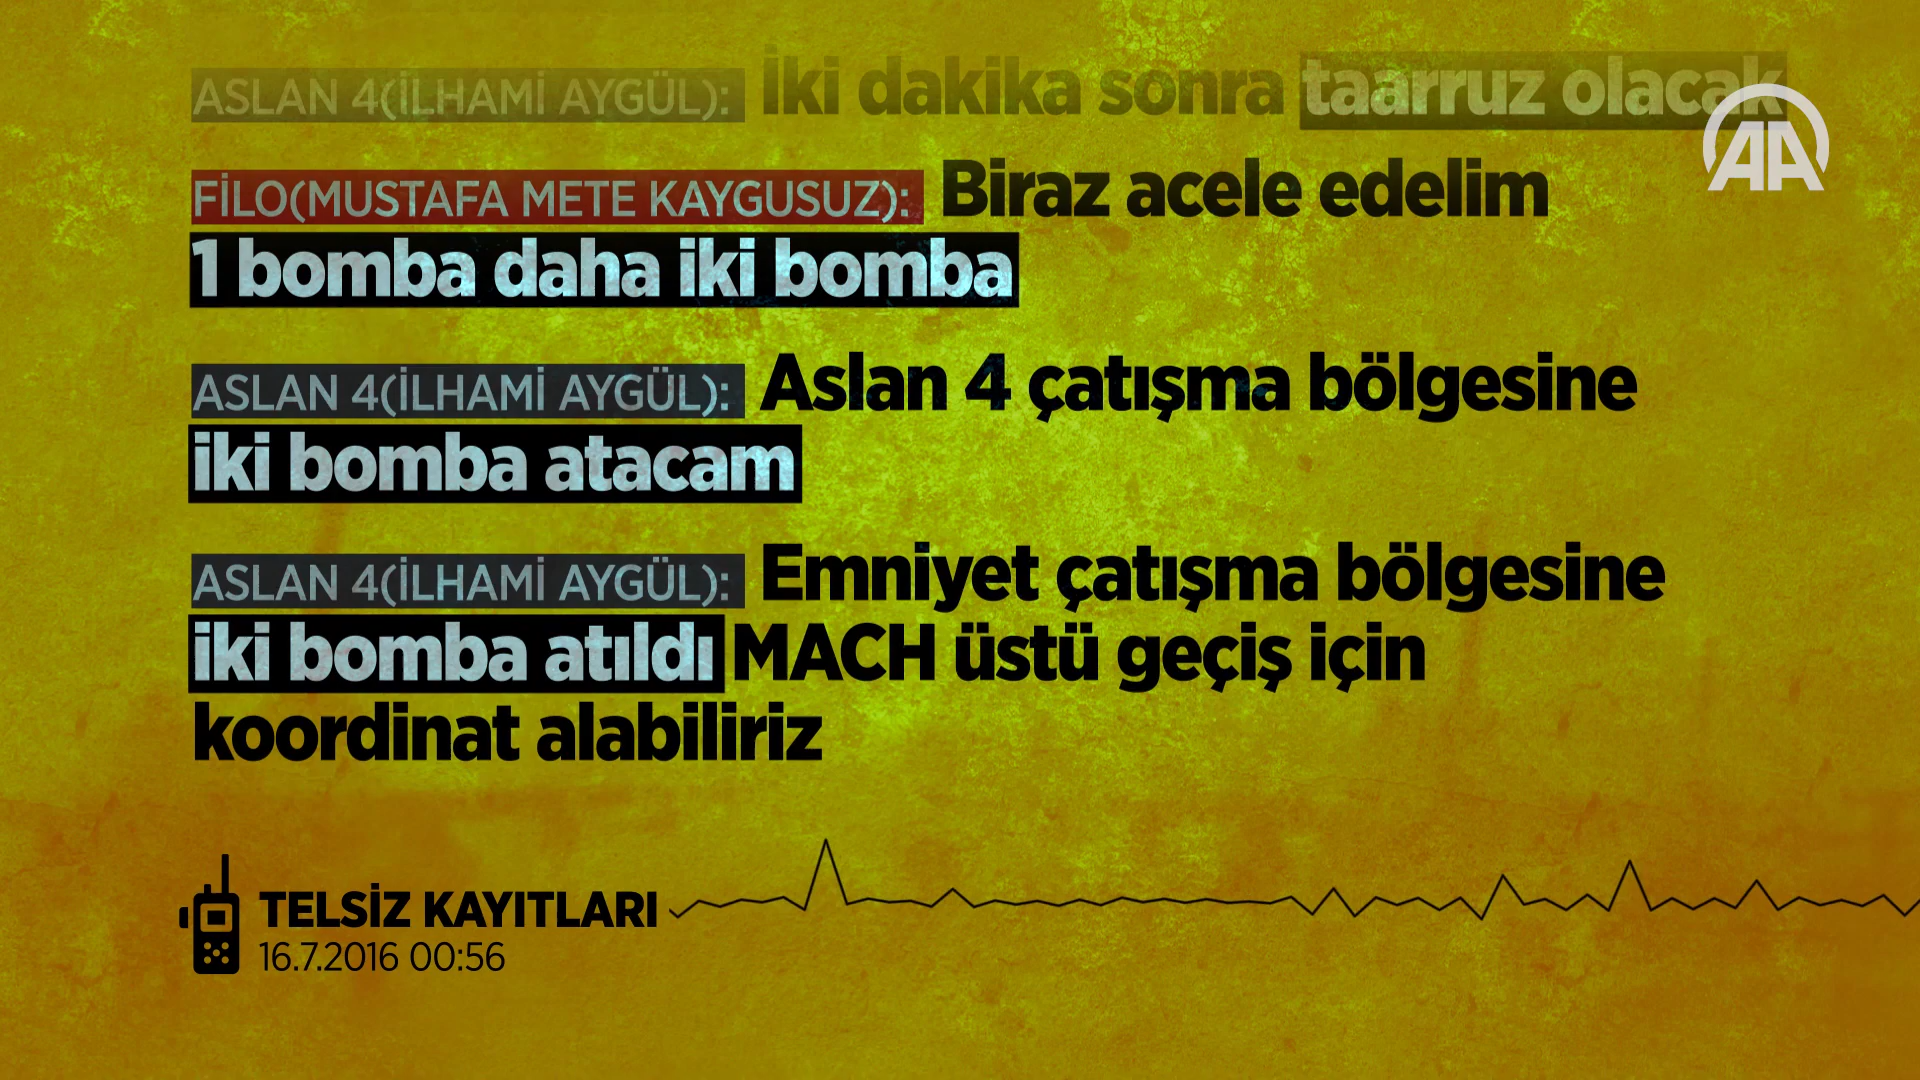 ASLAN 4(İLHAMİ AYGÜL): İki dakika sonra taarruz olacak
AA
FİLO(MUSTAFA METE KAYGUSUZ): Biraz acele edelim
1 bomba daha iki bomba
ASLAN 4(İLHAMİ AYGÜL): Aslan 4 çatışma bölgesine
iki bomba atacam
ASLAN 4(İLHAMİ AYGÜL): Emniyet çatışma bölgesine
iki bomba atıldı MACH üstü geçiş için
koordinat alabiliriz
TELSİZ KAYITLARI
16.7.2016 00:56